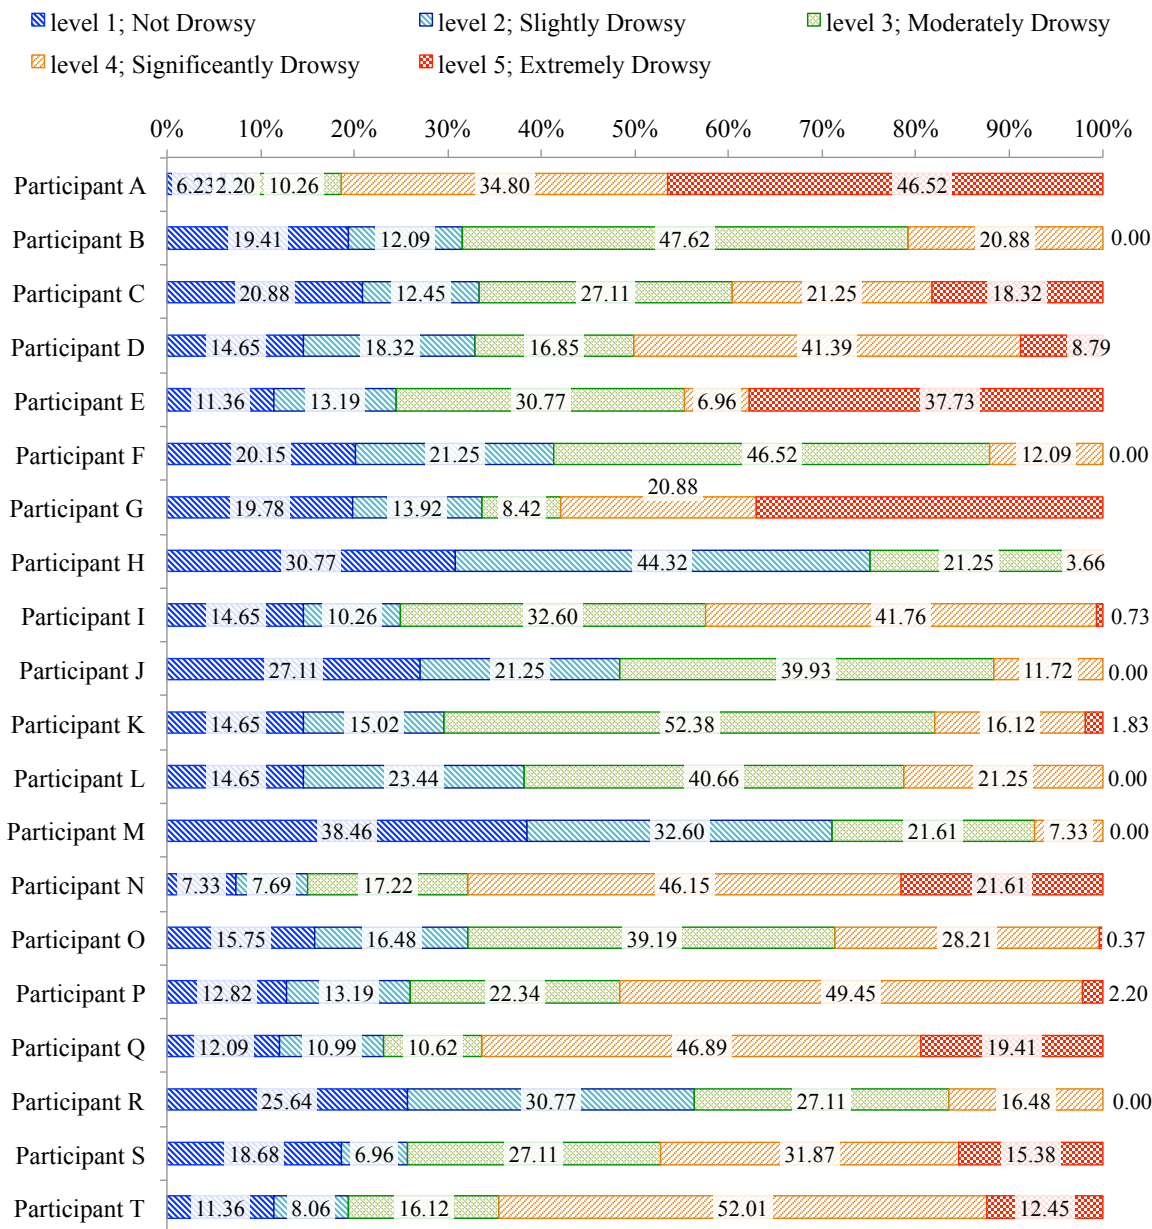 level 1; Not Drowsy level 2; Slightly Drowsy level 3; Moderately Drowsy
level 4; Significeantly Drowsy level 5; Extremely Drowsy
0% 10% 20% 30% 40% 50% 60% 70% 80% 90% 100%
Participant A 6.23 2.20 10.26 34.80 46.52
Participant B 19.41 12.09 47.62 20.88 0.00
Participant C 20.88 12.45 27.11 21.25 18.32
Participant D 14.65 18.32 16.85 41.39 8.79
Participant E 11.36 13.19 30.77 6.96 37.73
Participant F 20.15 21.25 46.52 12.09 0.00
20.88
Participant G 19.78 13.92 8.42
Participant H 30.77 44.32 21.25 3.66
Participant I 14.65 10.26 32.60 41.76 0.73
Participant J 27.11 21.25 39.93 11.72 0.00
Participant K 14.65 15.02 52.38 16.12 1.83
Participant L 14.65 23.44 40.66 21.25 0.00
Participant M 38.46 32.60 21.61 7.33 0.00
Participant N 7.33 7.69 17.22 46.15 21.61
Participant O 15.75 16.48 39.19 28.21 0.37
Participant P 12.82 13.19 22.34 49.45 2.20
Participant Q 12.09 10.99 10.62 46.89 19.41
Participant R 25.64 30.77 27.11 16.48 0.00
Participant S 18.68 6.96 27.11 31.87 15.38
Participant T 11.36 8.06 16.12 52.01 12.45